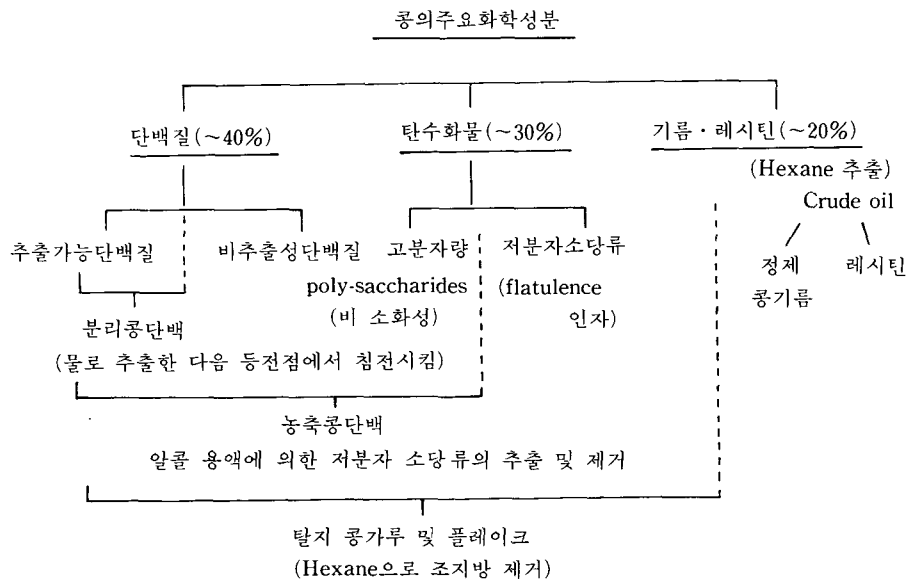 콩의주요화학성분
단백질(~40%) 탄수화물(~30%) 기름·레시틴(~20%)
(Hexane 추출)
Crude oil
추출가능단백질 비추출성단백질 고분자량 저분자소당류 정제 레시틴
poly-saccharides (flatulence 콩기름
(비 소화성) 인자)
분리콩단백
(물로 추출한 다음 등전점에서 침전시킴)
농축콩단백
알콜 용액에 의한 저분자 소당류의 추출 및 제거
탈지 콩가루 및 플레이크
(Hexane으로 조지방 제거)